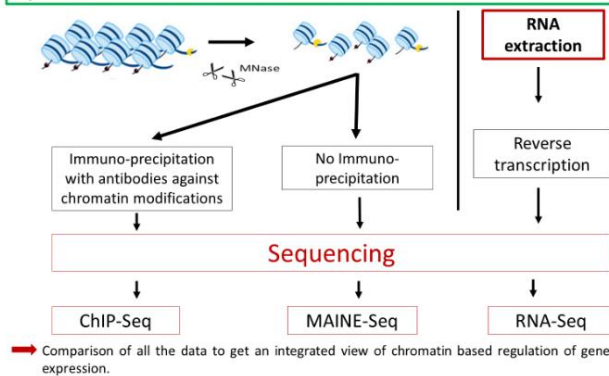 RNA
extraction
MNase
Immuno-precipitation
with antibodies against
chromatin modifications
No Immuno-
precipitation
Reverse
transcription
Sequencing
ChIP-Seq
MAINE-Seq
RNA-Seq
Comparison of all the data to get an integrated view of chromatin based regulation of gene
expression.